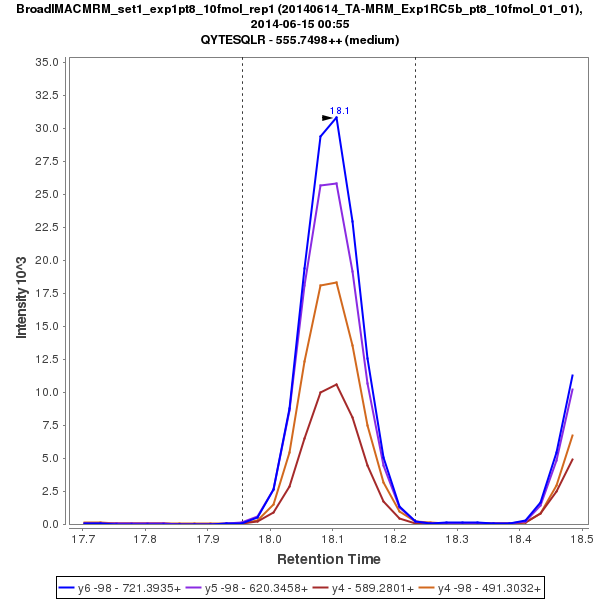 BroadIMACMRM_set1_exp1pt8_10fmol_rep1 (20140614_TA-MRM_Exp1RC5b_pt8_10fmol_01_01),
2014-06-15 00:55
QYTESQLR - 555.7498++ (medium)
35.0
32.5
30.0
27.5
25.0
22.5
20.0
17.5
15.0
12.5
10.0
7.5
5.0
2.5
0.0
Intensity 10^3
18.1
17.7 17.8 17.9 18.0 18.1 18.2 18.3 18.4 18.5
Retention Time
y6 -98 - 721.3935+ y5 -98 - 620.3458+ y4 - 589.2801+ y4 -98 - 491.3032+